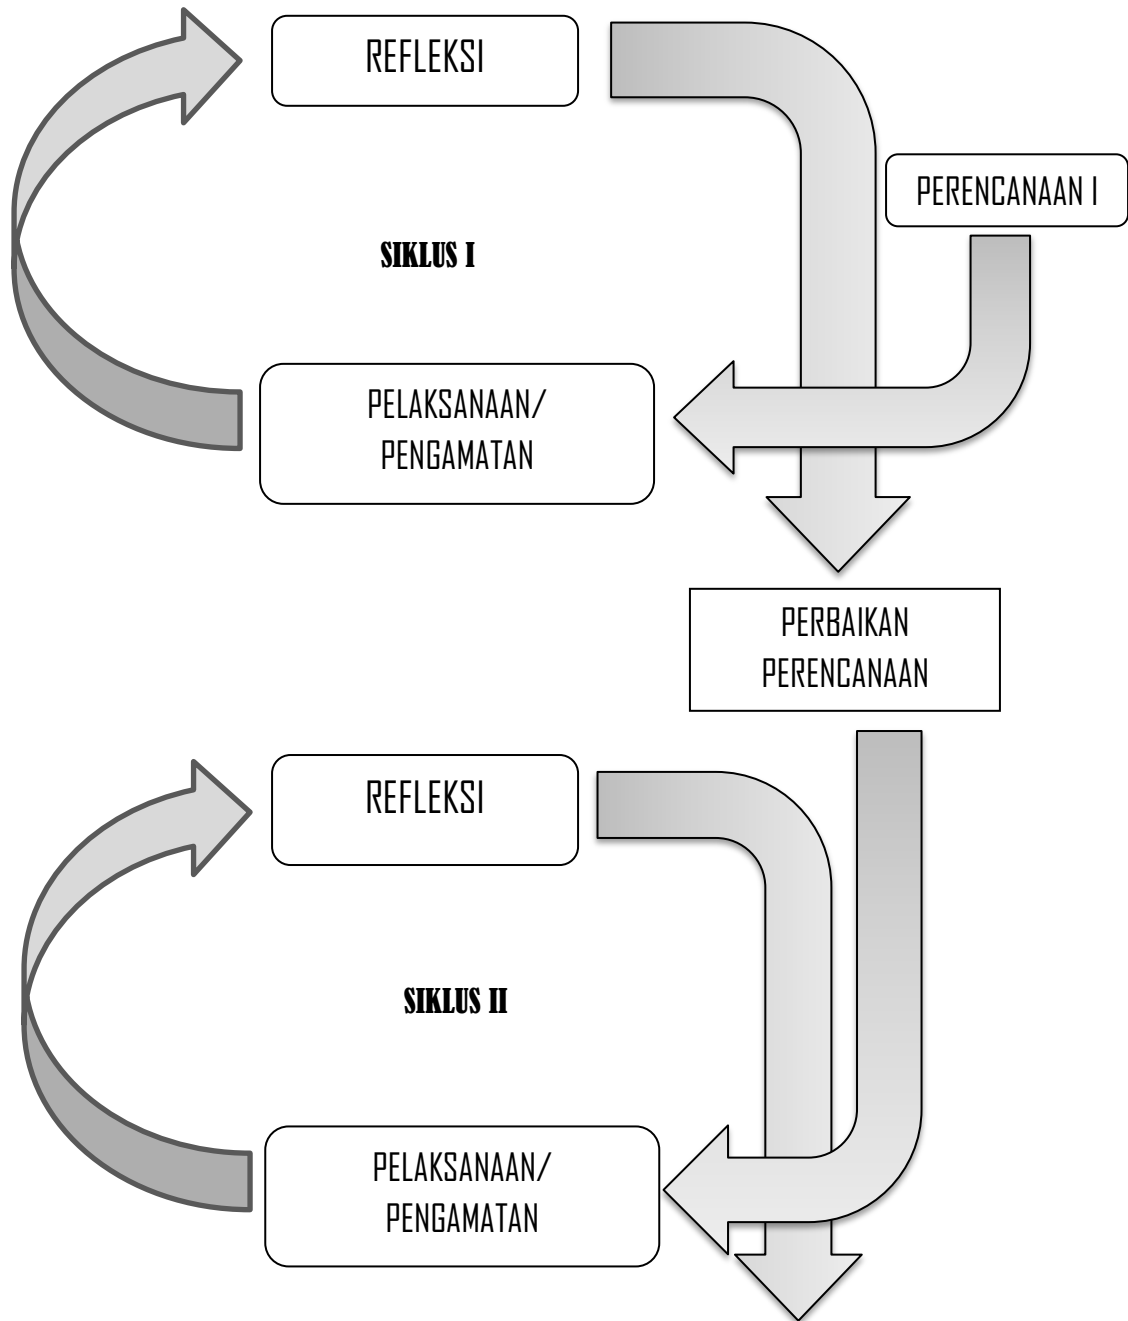 REFLEKSI
PERENCANAAN I
SIKLUS I
PELAKSANAAN/
PENGAMATAN
PERBAIKAN
PERENCANAAN
REFLEKSI
SIKLUS II
PELAKSANAAN/
PENGAMATAN